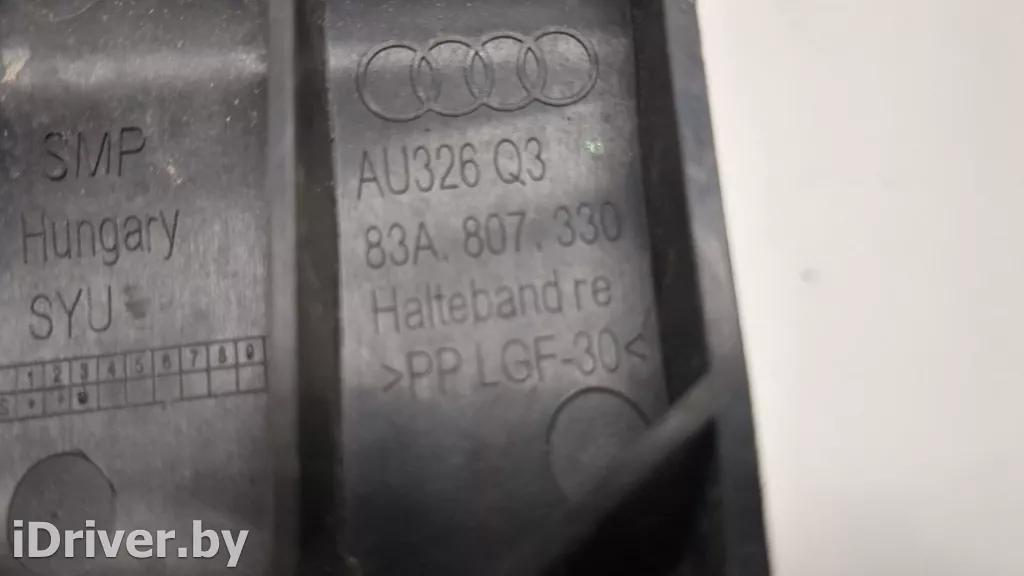 SMP
Hungary
SYU
1 2 3 4 5 6 7 8 9
AU326 Q3
83A.807.330
Halteband re
>PP LGF-30<
iDriver.by